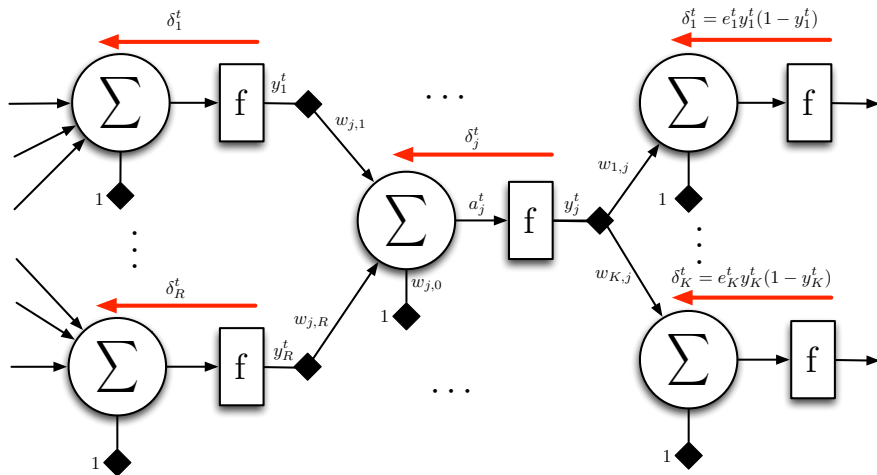 δ_1^t
δ_1^t = e_1^t y_1^t (1 − y_1^t)
∑ f y_1^t
. . .
∑ f
w_{j,1}
δ_j^t
w_{1,j}
1
1
∑ a_j^t f y_j^t
δ_R^t
w_{j,0}
w_{K,j}
δ_K^t = e_K^t y_K^t (1 − y_K^t)
w_{j,R}
1
∑ f y_R^t
∑ f
. . .
1
1